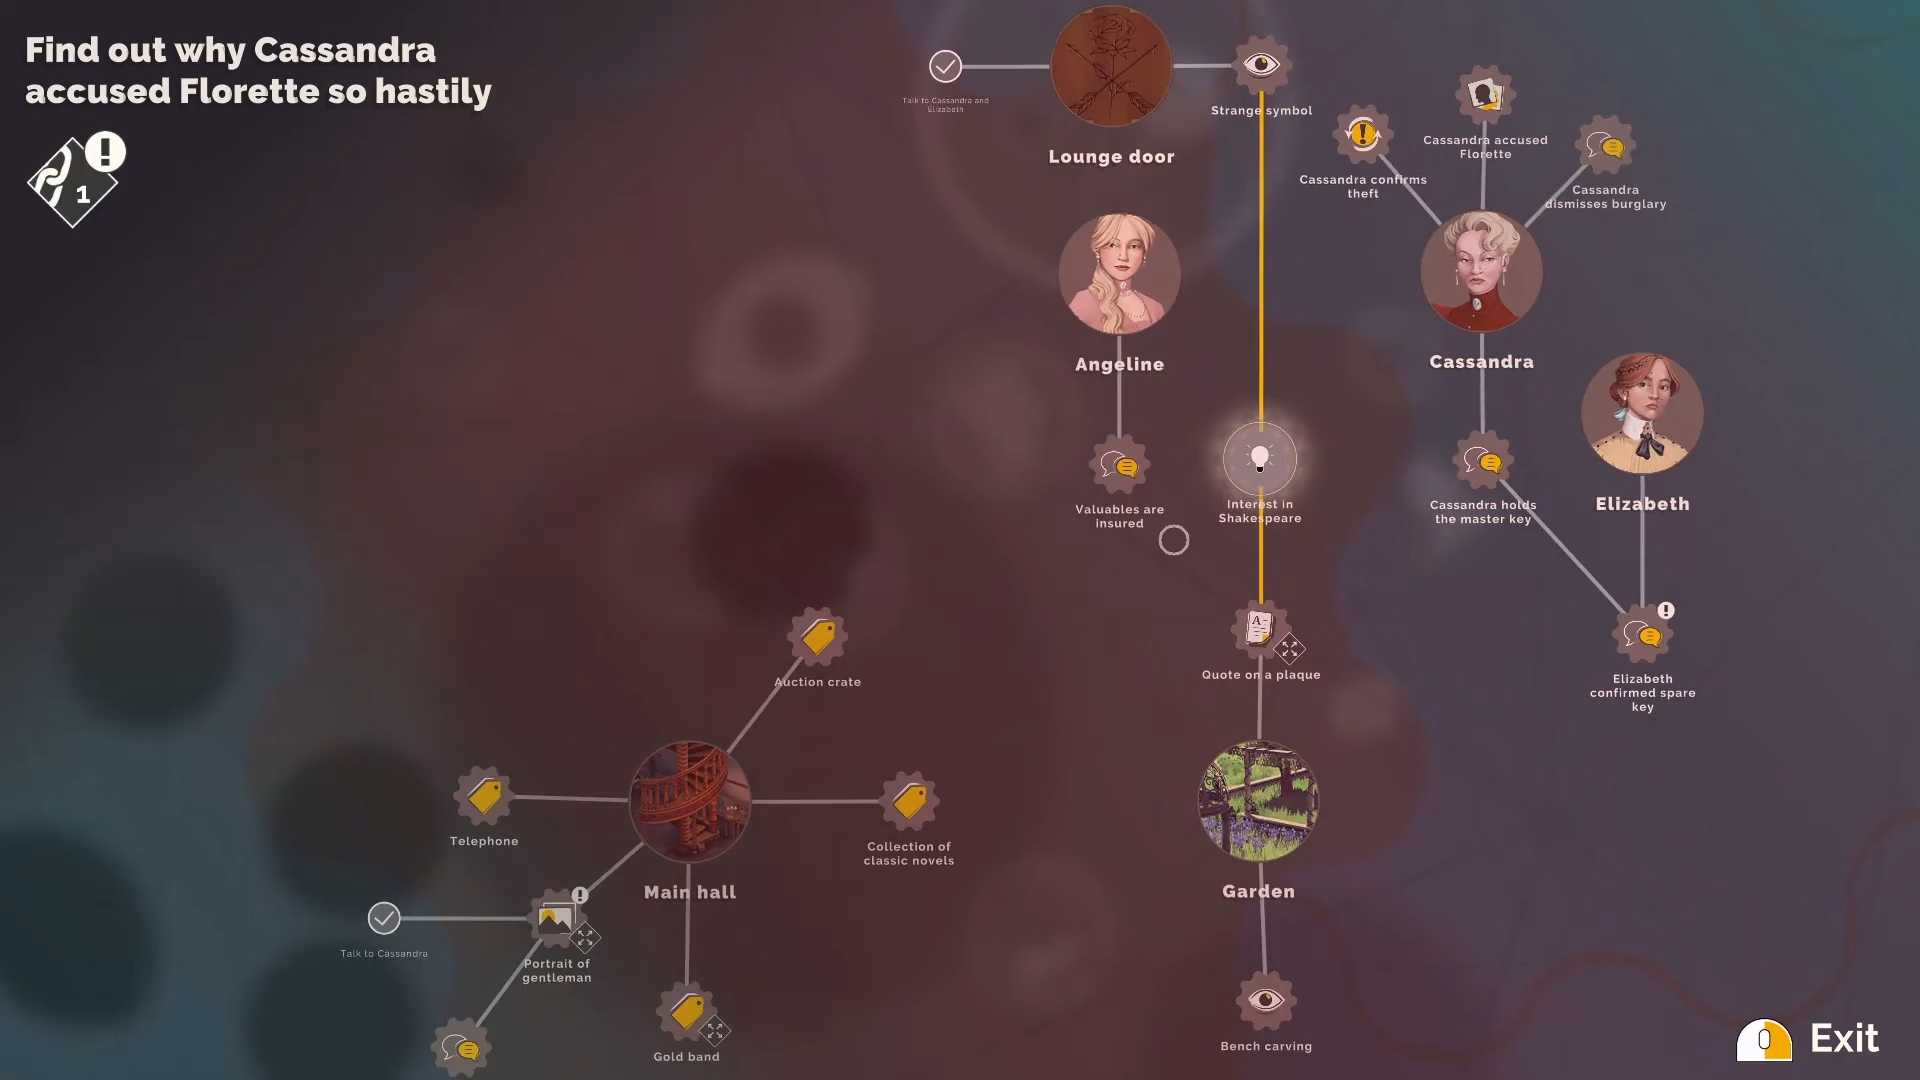 Find out why Cassandra
accused Florette so hastily
1
Talk to Cassandra and
Elizabeth
Lounge door
Strange symbol
Cassandra confirms
theft
Cassandra accused
Florette
Cassandra
dismisses burglary
Angeline
Cassandra
Elizabeth
Valuables are
insured
Interest in
Shakespeare
Cassandra holds
the master key
A-
Quote on a plaque
Elizabeth
confirmed spare
key
Auction crate
Telephone
Main hall
Collection of
classic novels
Garden
Talk to Cassandra
Portrait of
gentleman
Gold band
Bench carving
Exit